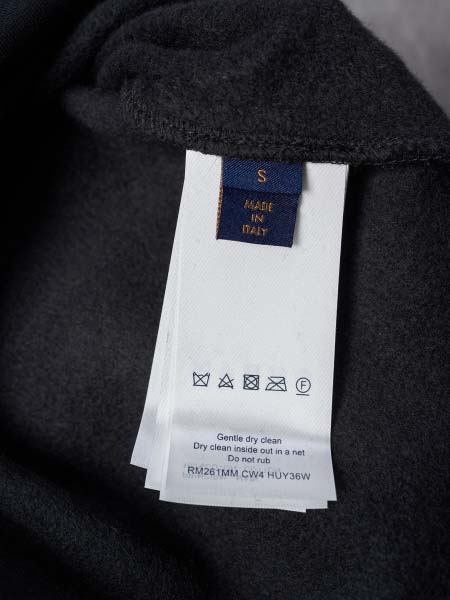 S
MADE
IN
ITALY
F
Gentle dry clean
Dry clean inside out in a net
Do not rub
RM261MM CW4 HUY36W